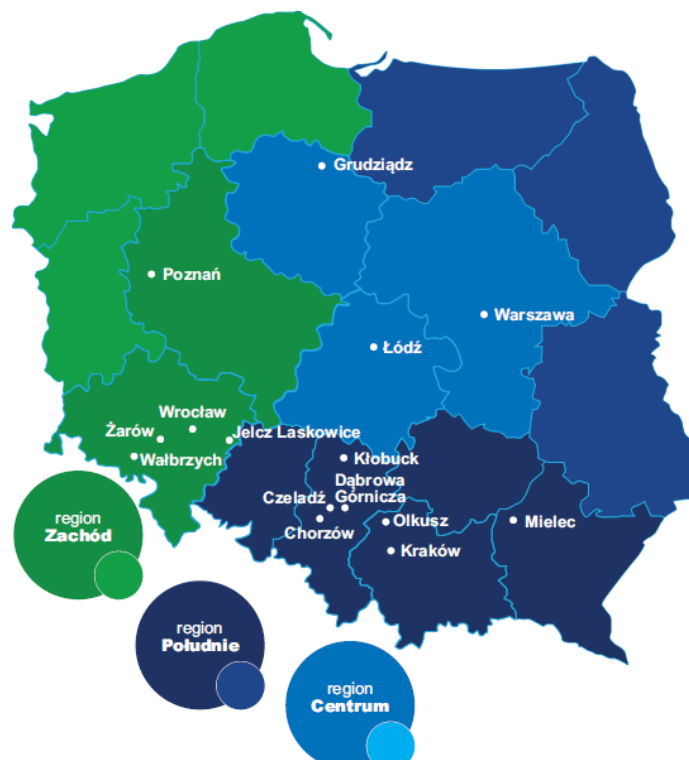 Grudziądz
Poznań
Warszawa
Łódź
Wrocław
Żarów
Jelcz Laskowice
Wałbrzych
Kłobuck
Dąbrowa
Górnicza
Czeladź
Chorzów
Olkusz
Mielec
Kraków
region
Zachód
region
Południe
region
Centrum